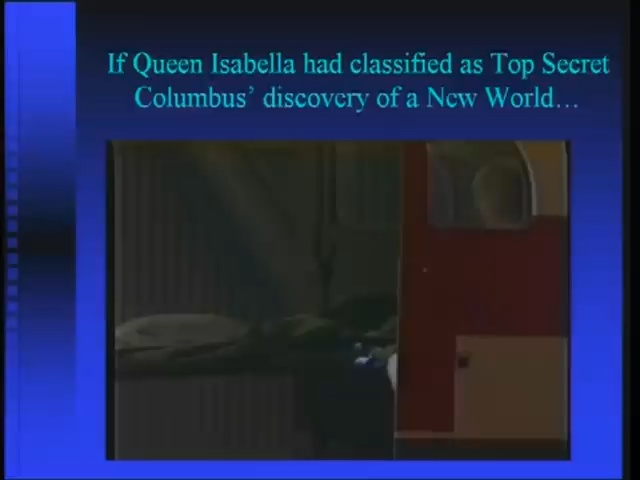 If Queen Isabella had classified as Top Secret
Columbus’ discovery of a New World…